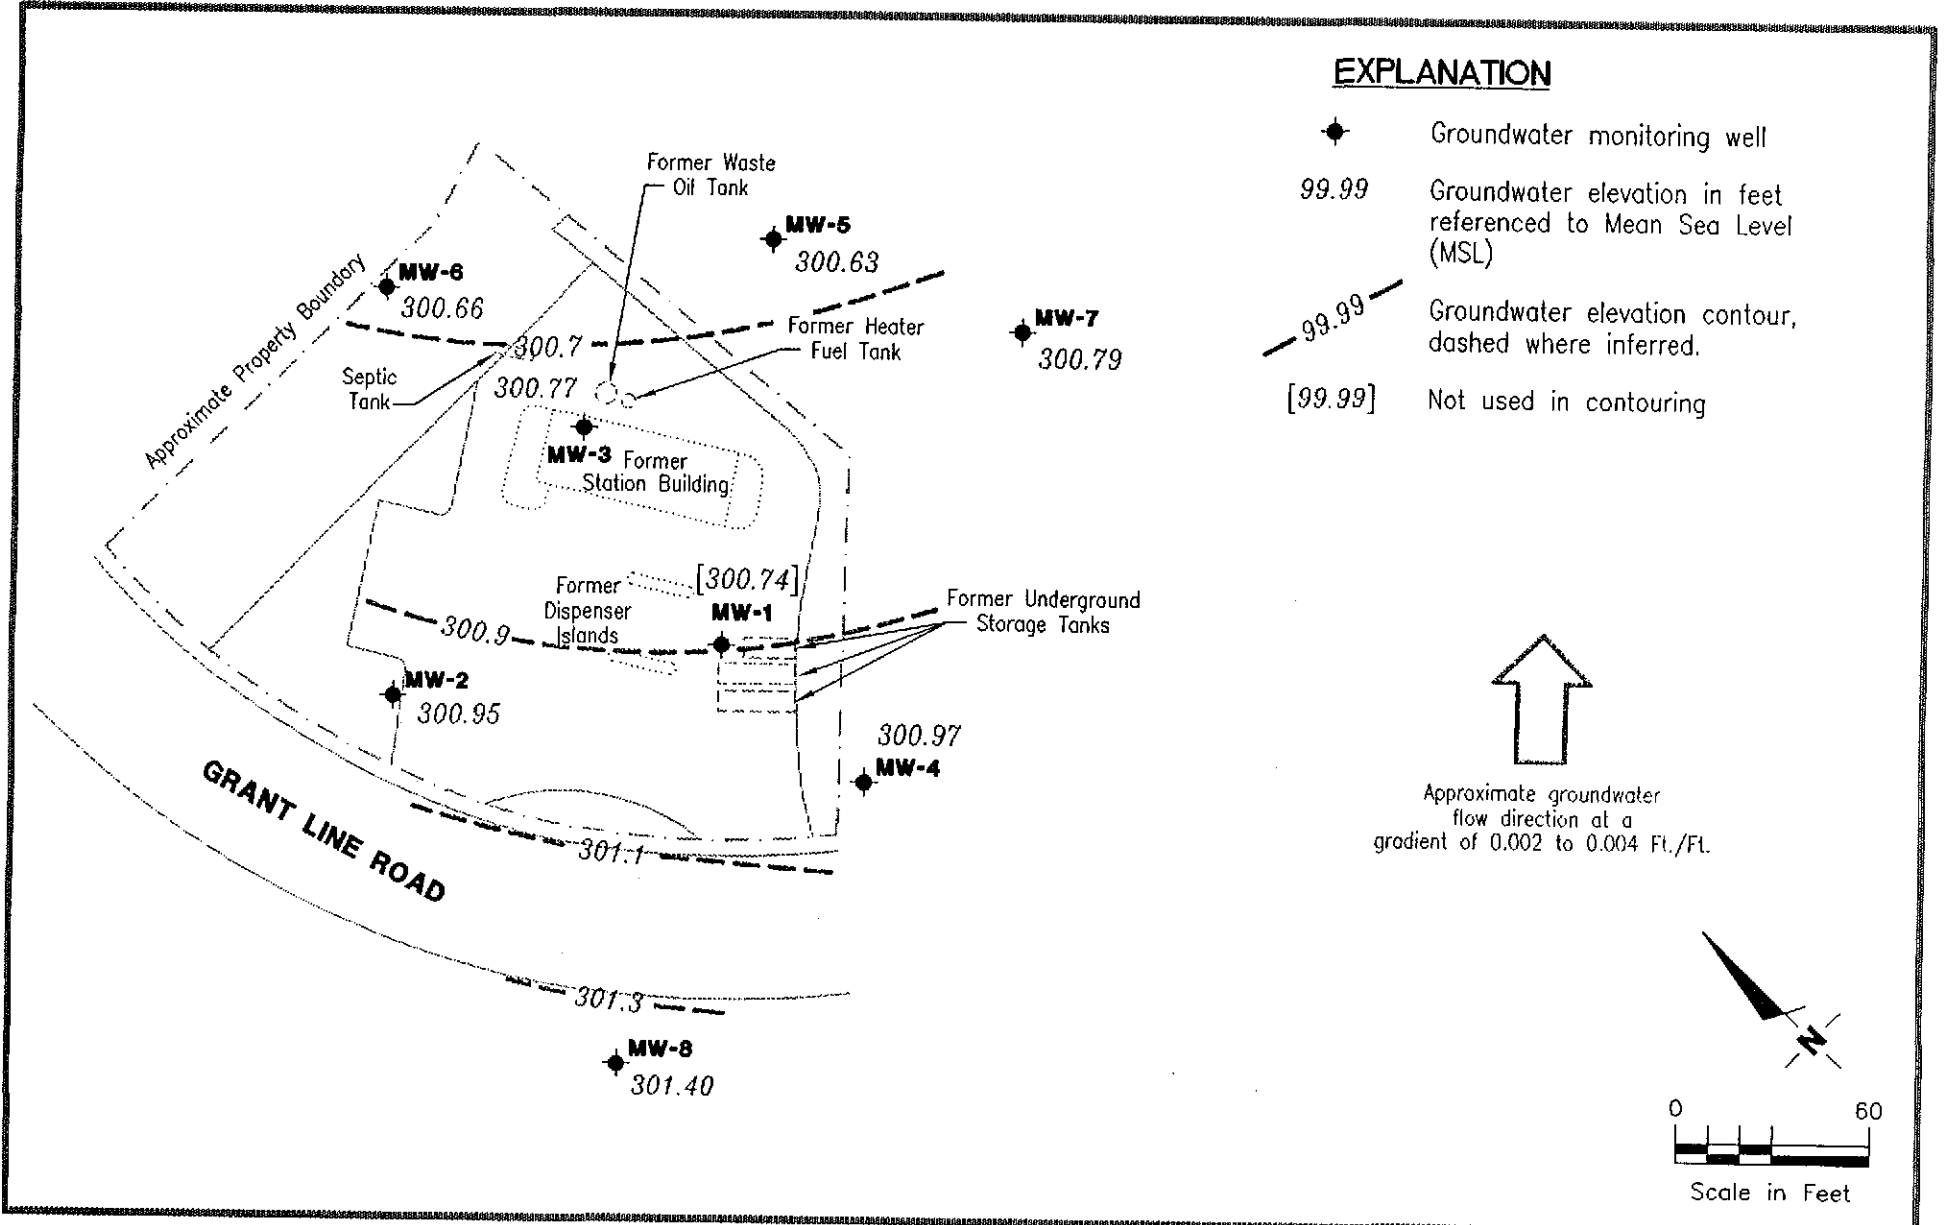 EXPLANATION
Groundwater monitoring well
99.99
Groundwater elevation in feet
referenced to Mean Sea Level
(MSL)
99.99
Groundwater elevation contour,
dashed where inferred.
[99.99]
Not used in contouring
Former Waste
Oil Tank
MW-5
300.63
MW-6
300.66
Approximate Property Boundary
300.7
Former Heater
Fuel Tank
MW-7
300.79
Septic
Tank
300.77
MW-3
Former
Station Building
[300.74]
MW-1
Former
Dispenser
Islands
300.9
Former Underground
Storage Tanks
MW-2
300.95
300.97
MW-4
GRANT LINE ROAD
301.1
301.3
MW-8
301.40
Approximate groundwater
flow direction at a
gradient of 0.002 to 0.004 Ft./Ft.
N
0
60
Scale in Feet